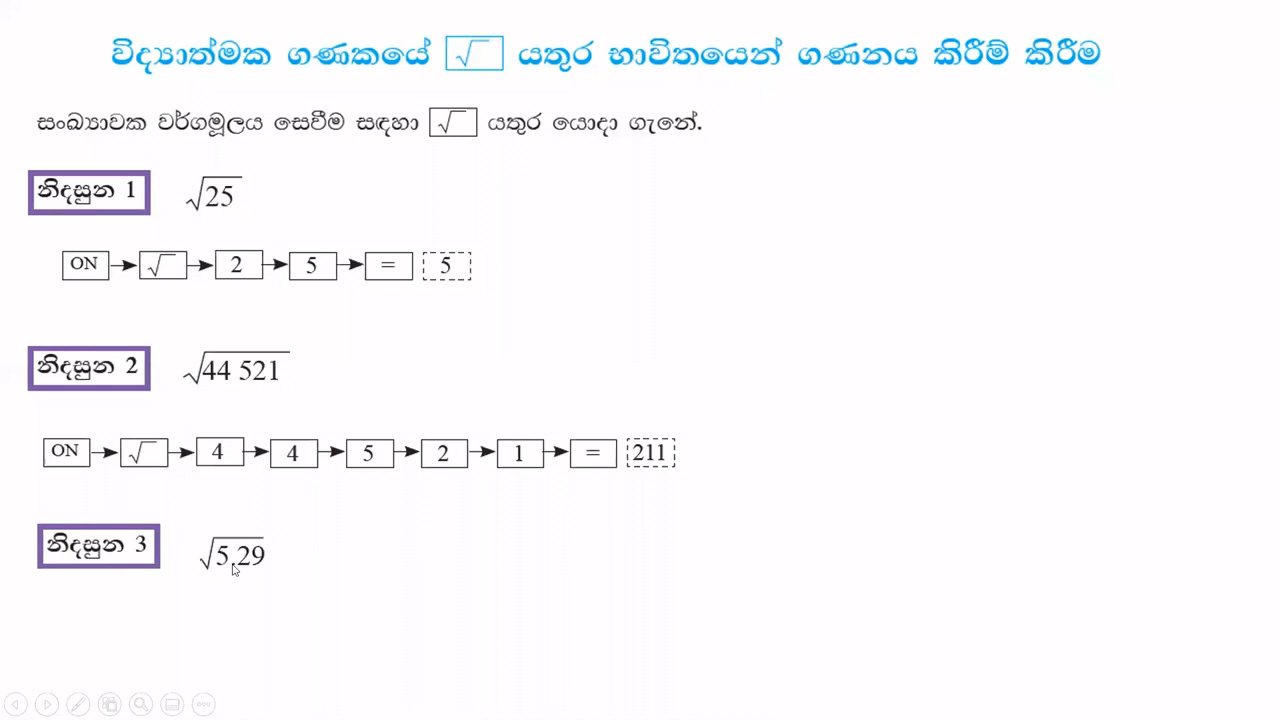 විද්‍යාත්මක ගණකයේ √ යතුර භාවිතයෙන් ගණනය කිරීම් කිරීම
සංඛ්‍යාවක වර්ගමූලය සෙවීම සඳහා √ යතුර යොදා ගැනේ.
නිදසුන 1 √25
ON → √ → 2 → 5 → = 5
නිදසුන 2 √44 521
ON → √ → 4 → 4 → 5 → 2 → 1 → = 211
නිදසුන 3 √5.29